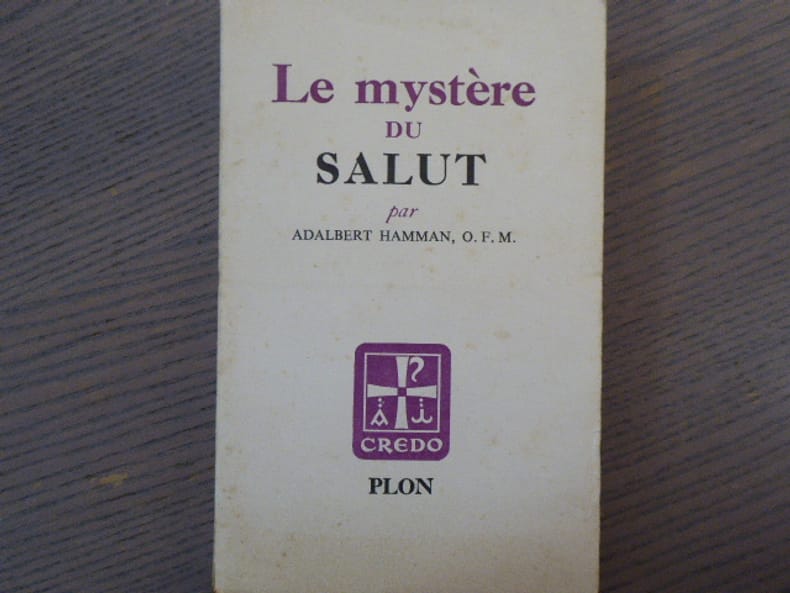 Le mystère
DU
SALUT
par
ADALBERT HAMMAN, O. F. M.
CREDO
PLON